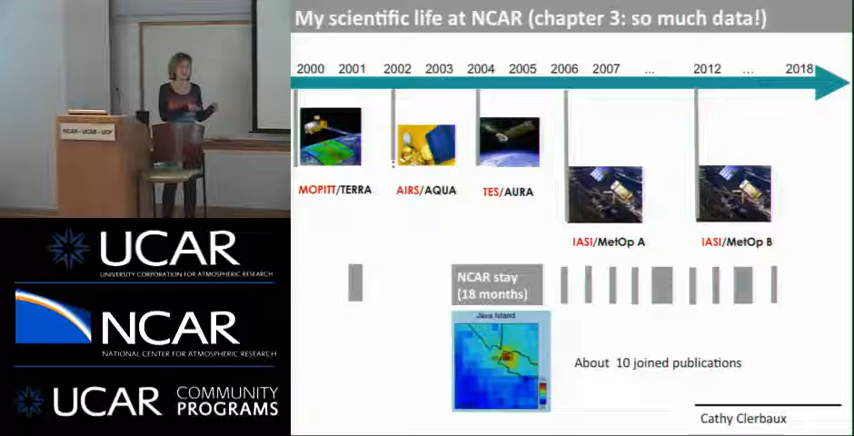 My scientific life at NCAR (chapter 3: so much data!)
2000 2001 2002 2003 2004 2005 2006 2007 ... 2012 ... 2018
MOPITT/TERRA
AIRS/AQUA
TES/AURA
IASI/MetOp A
IASI/MetOp B
NCAR stay
(18 months)
Java Island
About 10 joined publications
Cathy Clerbaux
NCAR - UCAR - UCP
UCAR
UNIVERSITY CORPORATION FOR ATMOSPHERIC RESEARCH
NCAR
NATIONAL CENTER FOR ATMOSPHERIC RESEARCH
UCAR COMMUNITY
PROGRAMS